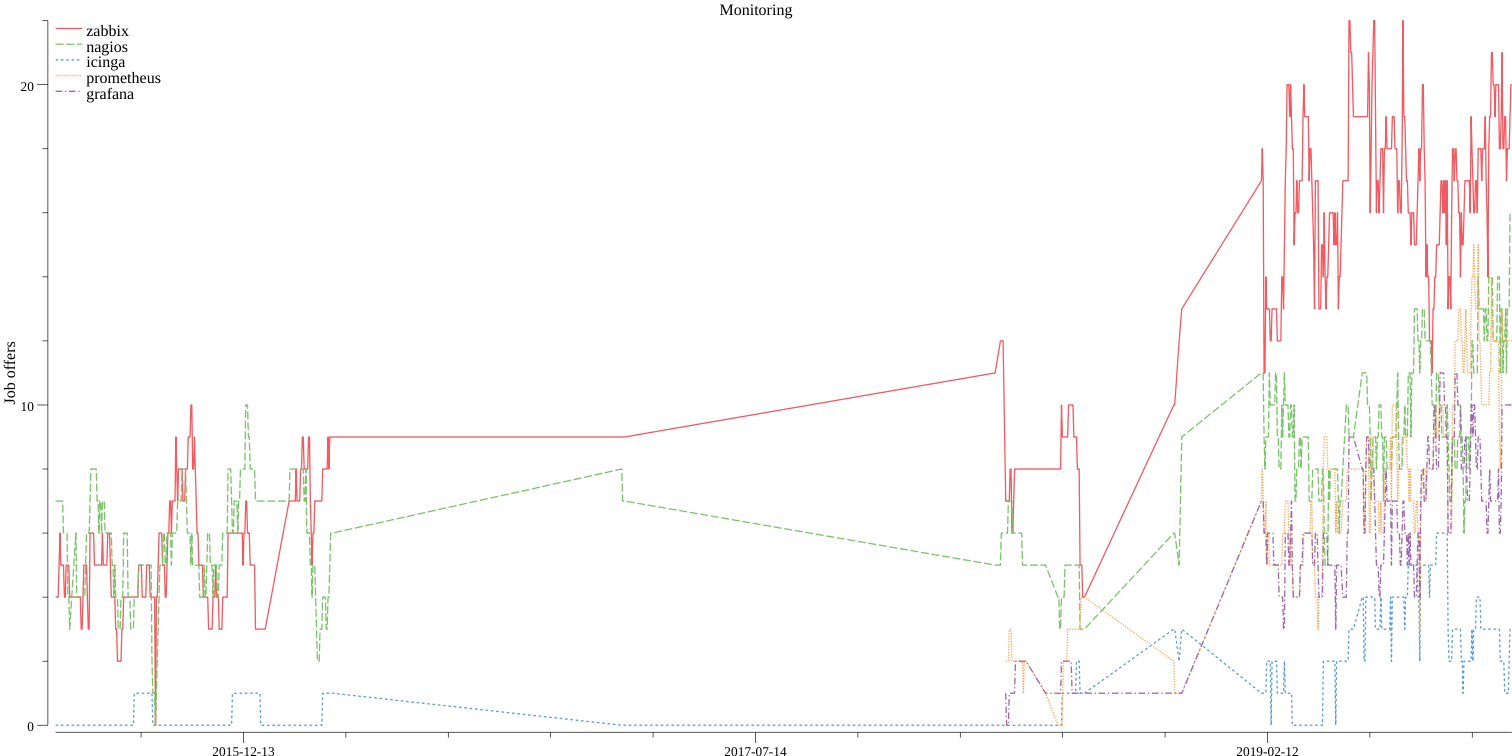 Monitoring
zabbix
nagios
icinga
prometheus
grafana
20
10
0
Job offers
2015-12-13
2017-07-14
2019-02-12